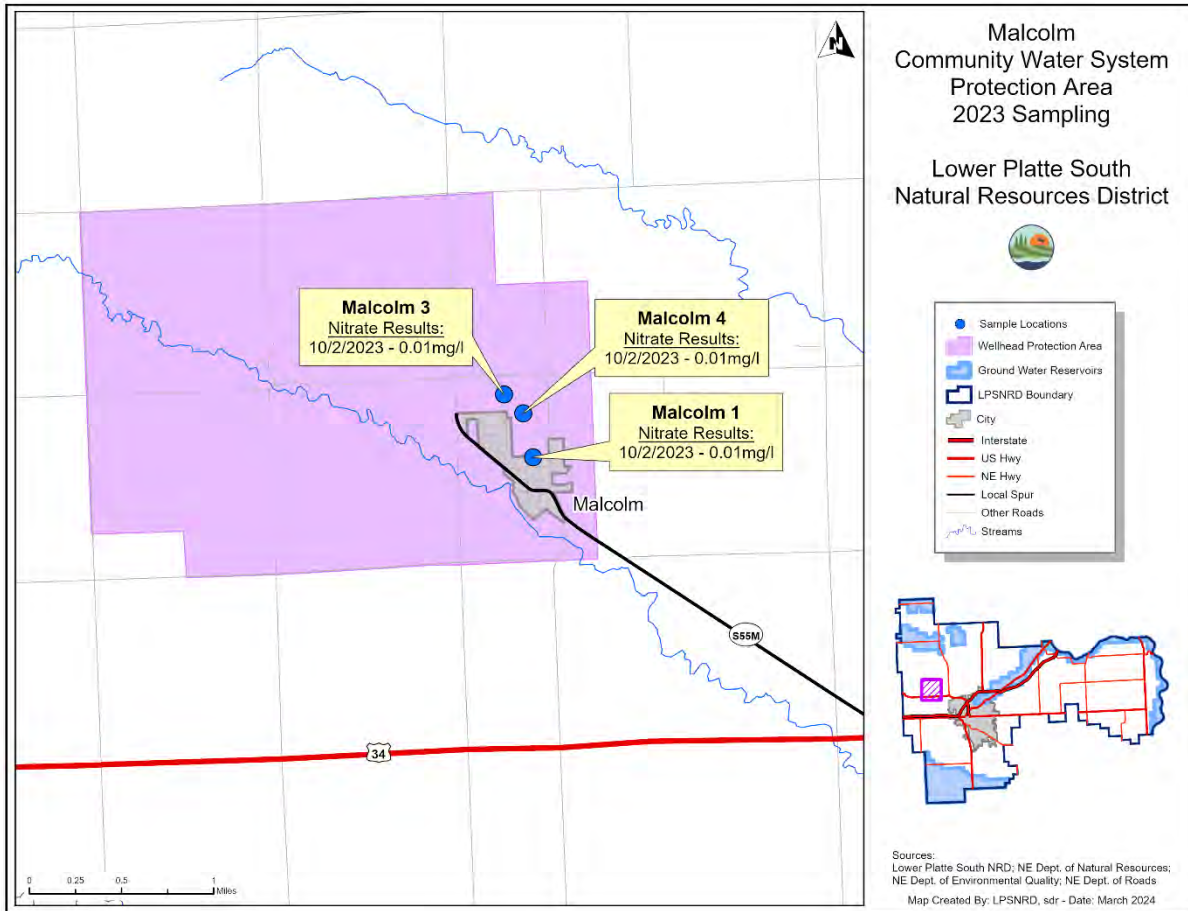 Malcolm
Community Water System
Protection Area
2023 Sampling
Lower Platte South
Natural Resources District
N
Malcolm 3
Nitrate Results:
10/2/2023 - 0.01mg/l
Malcolm 4
Nitrate Results:
10/2/2023 - 0.01mg/l
Malcolm 1
Nitrate Results:
10/2/2023 - 0.01mg/l
Malcolm
S55M
34
0 0.25 0.5 1
Miles
Sample Locations
Wellhead Protection Area
Ground Water Reservoirs
LPSNRD Boundary
City
Interstate
US Hwy
NE Hwy
Local Spur
Other Roads
Streams
Sources:
Lower Platte South NRD; NE Dept. of Natural Resources;
NE Dept. of Environmental Quality; NE Dept. of Roads
Map Created By: LPSNRD, sdr - Date: March 2024